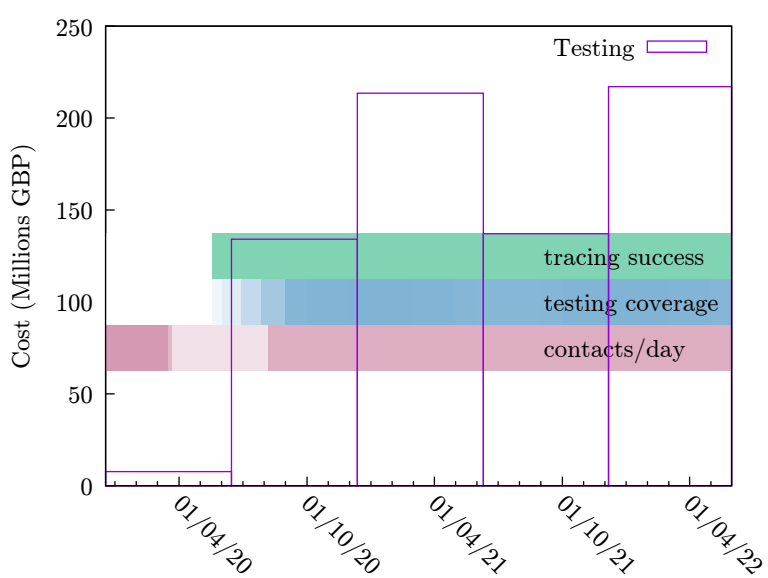 250
Testing
200
150
tracing success
100
testing coverage
contacts/day
50
0
Cost (Millions GBP)
01/04/20
01/10/20
01/04/21
01/10/21
01/04/22